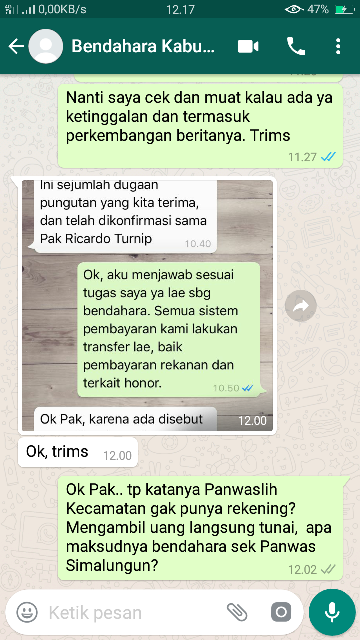 0,00KB/s 12.17 47%
Bendahara Kabu...
Nanti saya cek dan muat kalau ada ya
ketinggalan dan termasuk
perkembangan beritanya. Trims
11.27
Ini sejumlah dugaan
pungutan yang kita terima,
dan telah dikonfirmasi sama
Pak Ricardo Turnip
10.40
Ok, aku menjawab sesuai
tugas saya ya lae sbg
bendahara. Semua sistem
pembayaran kami lakukan
transfer lae, baik
pembayaran rekanan dan
terkait honor.
10.50
Ok Pak, karena ada disebut
12.00
Ok, trims 12.00
Ok Pak.. tp katanya Panwaslih
Kecamatan gak punya rekening?
Mengambil uang langsung tunai, apa
maksudnya bendahara sek Panwas
Simalungun?
12.02
Ketik pesan